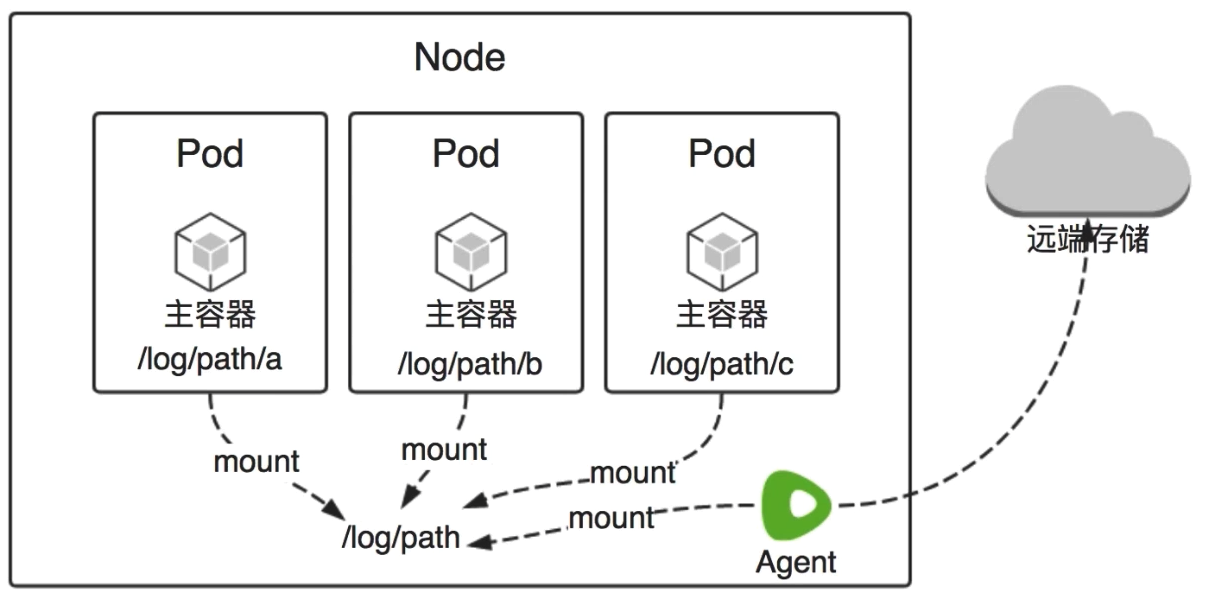 Node
Pod
主容器
/log/path/a
Pod
主容器
/log/path/b
Pod
主容器
/log/path/c
远端存储
mount
mount
mount
mount
/log/path
Agent